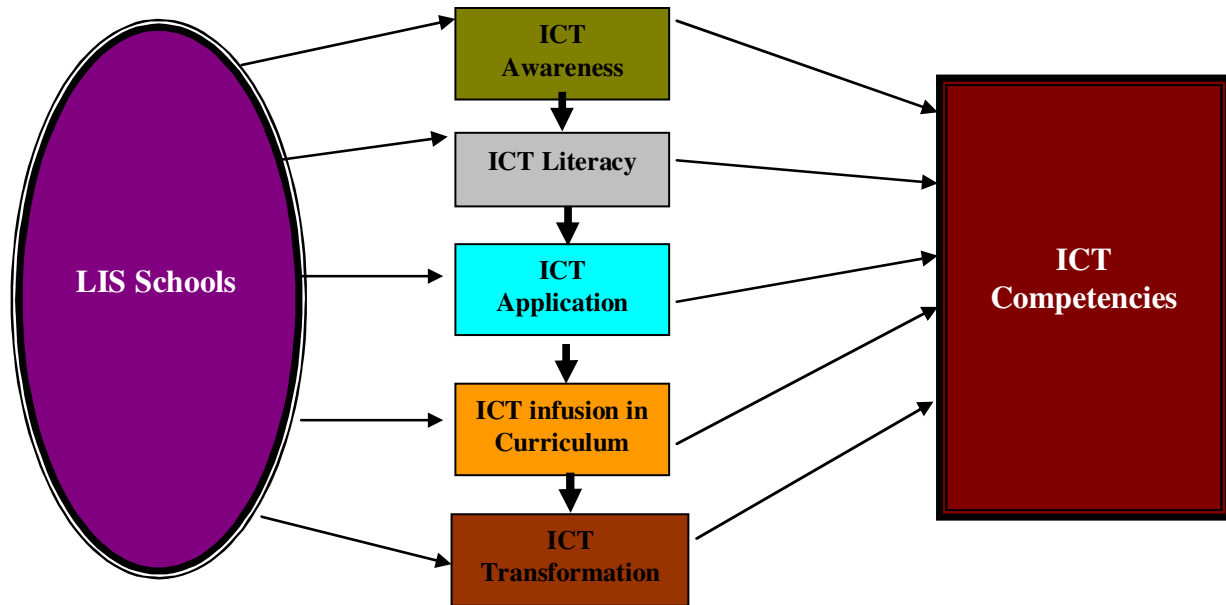 LIS Schools
ICT
Awareness
ICT Literacy
ICT
Application
ICT infusion in
Curriculum
ICT
Transformation
ICT
Competencies